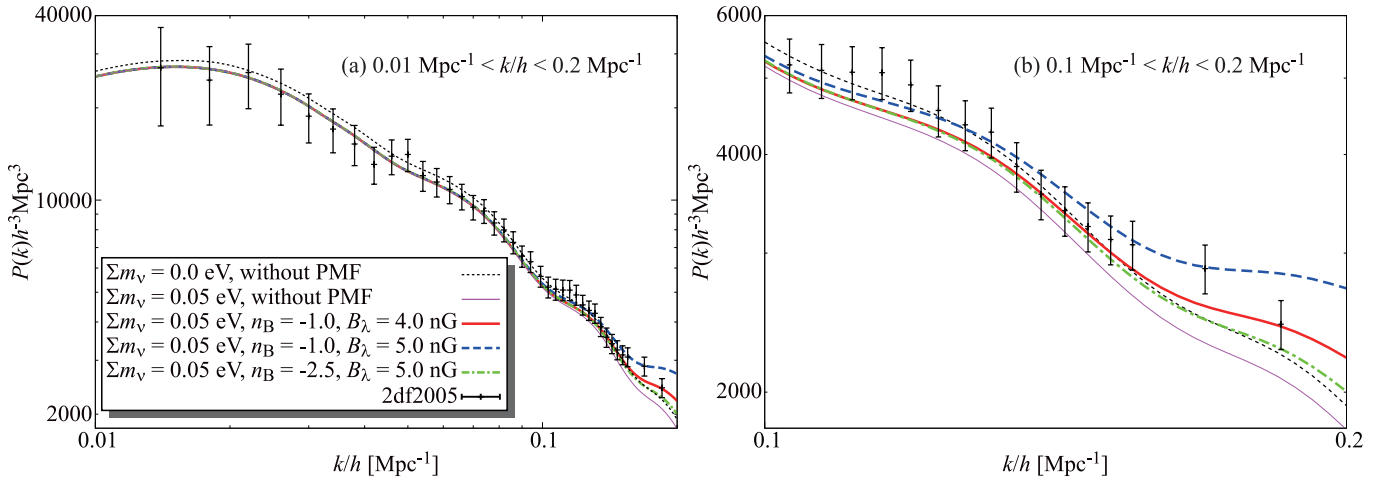 40000
10000
2000
P(k)h⁻³Mpc³
(a) 0.01 Mpc⁻¹ < k/h < 0.2 Mpc⁻¹
Σmν = 0.0 eV, without PMF
Σmν = 0.05 eV, without PMF
Σmν = 0.05 eV, nB = -1.0, Bλ = 4.0 nG
Σmν = 0.05 eV, nB = -1.0, Bλ = 5.0 nG
Σmν = 0.05 eV, nB = -2.5, Bλ = 5.0 nG
2df2005
0.01
0.1
k/h [Mpc⁻¹]
6000
4000
2000
P(k)h⁻³Mpc³
(b) 0.1 Mpc⁻¹ < k/h < 0.2 Mpc⁻¹
0.1
0.2
k/h [Mpc⁻¹]